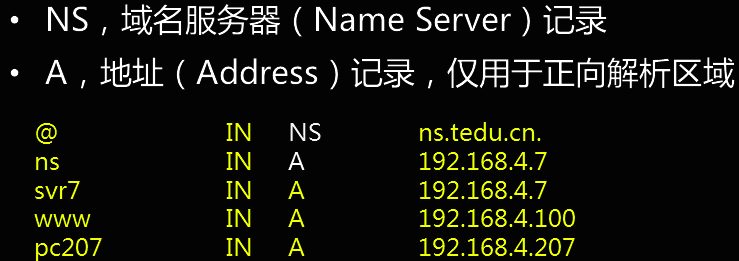 • NS，域名服务器（Name Server）记录
• A，地址（Address）记录，仅用于正向解析区域
@ IN NS ns.tedu.cn.
ns IN A 192.168.4.7
svr7 IN A 192.168.4.7
www IN A 192.168.4.100
pc207 IN A 192.168.4.207